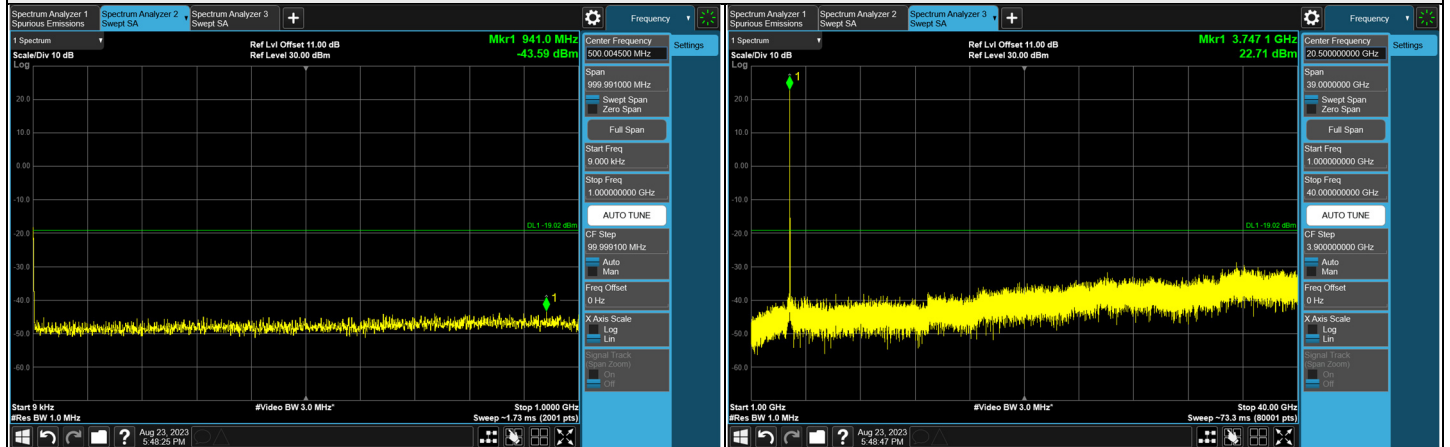 Spectrum Analyzer 1
Spurious Emissions
Spectrum Analyzer 2
Swept SA
Spectrum Analyzer 3
Swept SA
+
Frequency
1 Spectrum
Scale/Div 10 dB
Log
Ref Lvl Offset 11.00 dB
Ref Level 30.00 dBm
Mkr1 941.0 MHz
-43.59 dBm
1
20.0
10.0
0.00
-10.0
-20.0
-30.0
-40.0
-50.0
-60.0
DL1 -19.02 dBm
Start 9 kHz
#Res BW 1.0 MHz
#Video BW 3.0 MHz*
Stop 1.0000 GHz
Sweep ~1.73 ms (2001 pts)
Center Frequency
500.004500 MHz
Settings
Span
999.991000 MHz
Swept Span
Zero Span
Full Span
Start Freq
9.000 kHz
Stop Freq
1.000000000 GHz
AUTO TUNE
CF Step
99.999100 MHz
Auto
Man
Freq Offset
0 Hz
X Axis Scale
Log
Lin
Signal Track
(Span Zoom)
On
Off
?
Aug 23, 2023
5:48:25 PM
Spectrum Analyzer 1
Spurious Emissions
Spectrum Analyzer 2
Swept SA
Spectrum Analyzer 3
Swept SA
+
Frequency
1 Spectrum
Scale/Div 10 dB
Log
Ref Lvl Offset 11.00 dB
Ref Level 30.00 dBm
Mkr1 3.747 1 GHz
22.71 dBm
1
20.0
10.0
0.00
-10.0
-20.0
-30.0
-40.0
-50.0
-60.0
DL1 -19.02 dBm
Start 1.00 GHz
#Res BW 1.0 MHz
#Video BW 3.0 MHz*
Stop 40.00 GHz
Sweep ~73.3 ms (80001 pts)
Center Frequency
20.500000000 GHz
Settings
Span
39.0000000 GHz
Swept Span
Zero Span
Full Span
Start Freq
1.000000000 GHz
Stop Freq
40.000000000 GHz
AUTO TUNE
CF Step
3.900000000 GHz
Auto
Man
Freq Offset
0 Hz
X Axis Scale
Log
Lin
Signal Track
(Span Zoom)
On
Off
?
Aug 23, 2023
5:48:47 PM